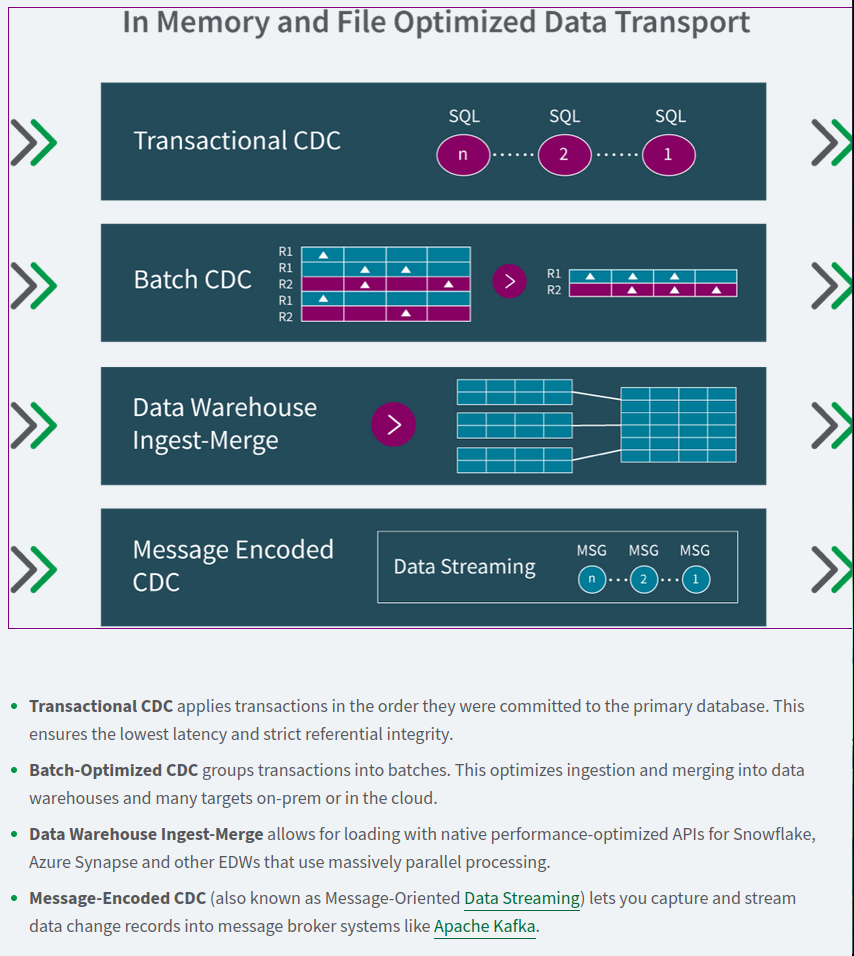 In Memory and File Optimized Data Transport
Transactional CDC
SQL SQL SQL
n 2 1
Batch CDC
R1
R1
R2
R1
R2
R1
R2
Data Warehouse
Ingest-Merge
Message Encoded
CDC
Data Streaming
MSG MSG MSG
n 2 1
Transactional CDC applies transactions in the order they were committed to the primary database. This
ensures the lowest latency and strict referential integrity.
Batch-Optimized CDC groups transactions into batches. This optimizes ingestion and merging into data
warehouses and many targets on-prem or in the cloud.
Data Warehouse Ingest-Merge allows for loading with native performance-optimized APIs for Snowflake,
Azure Synapse and other EDWs that use massively parallel processing.
Message-Encoded CDC (also known as Message-Oriented Data Streaming) lets you capture and stream
data change records into message broker systems like Apache Kafka.